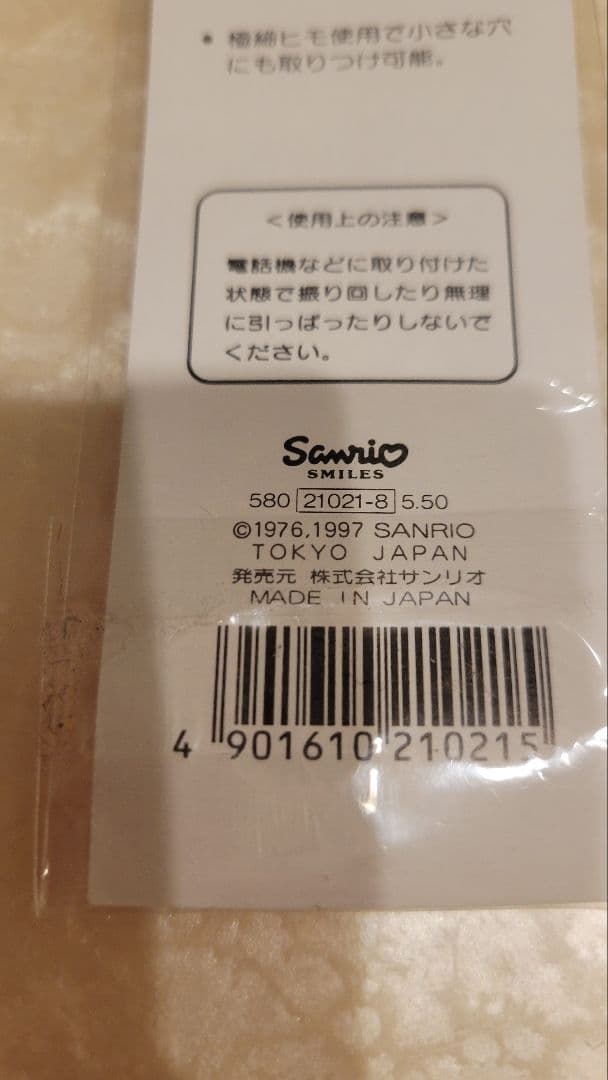 • 極締ヒモ使用で小さな穴
にも取りつけ可能。
<使用上の注意>
電話機などに取り付けた
状態で振り回したり無理
に引っぱったりしないで
ください。
Sanrio
SMILES
580 21021-8 5.50
©1976,1997 SANRIO
TOKYO JAPAN
発売元 株式会社サンリオ
MADE IN JAPAN
4 901610 210215